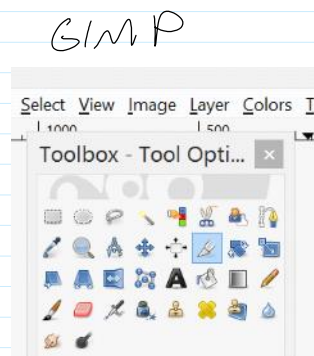 GIMP
Select View Image Layer Colors T
1000 500
Toolbox - Tool Opti...
A